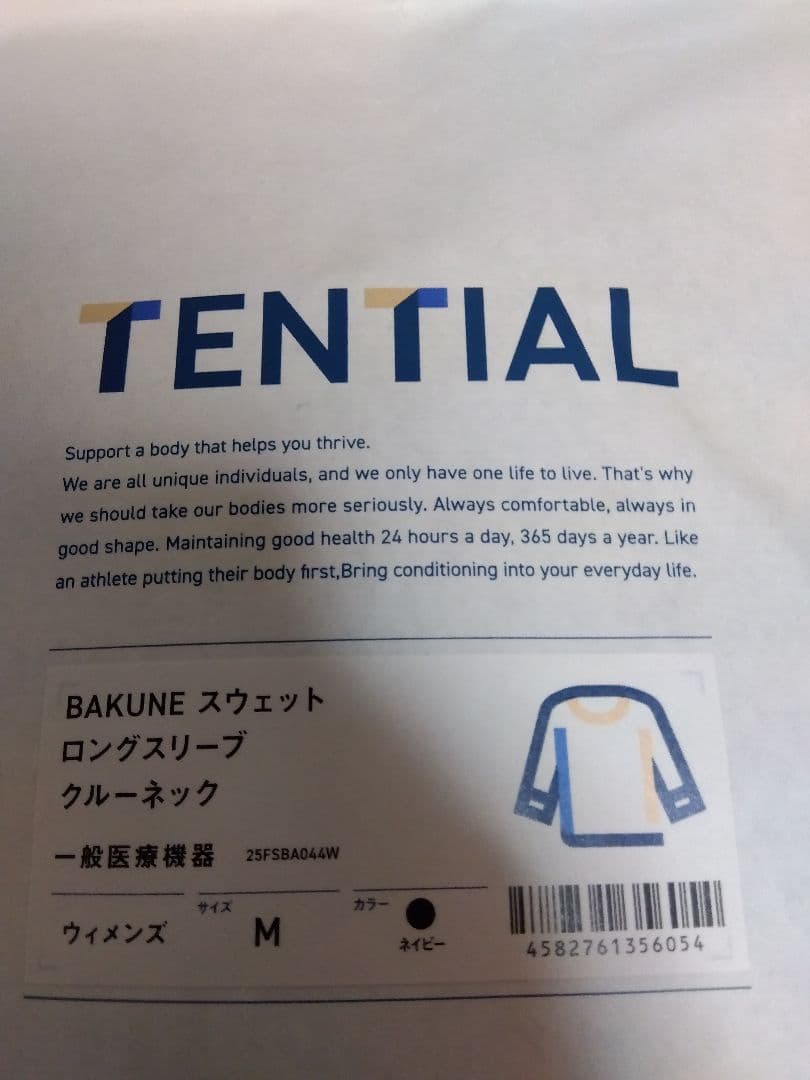 TENTIAL
Support a body that helps you thrive.
We are all unique individuals, and we only have one life to live. That's why
we should take our bodies more seriously. Always comfortable, always in
good shape. Maintaining good health 24 hours a day, 365 days a year. Like
an athlete putting their body first,Bring conditioning into your everyday life.
BAKUNE スウェット
ロングスリーブ
クルーネック
一般医療機器 25FSBA044W
ウィメンズ
サイズ
M
カラー
ネイビー
4582761356054